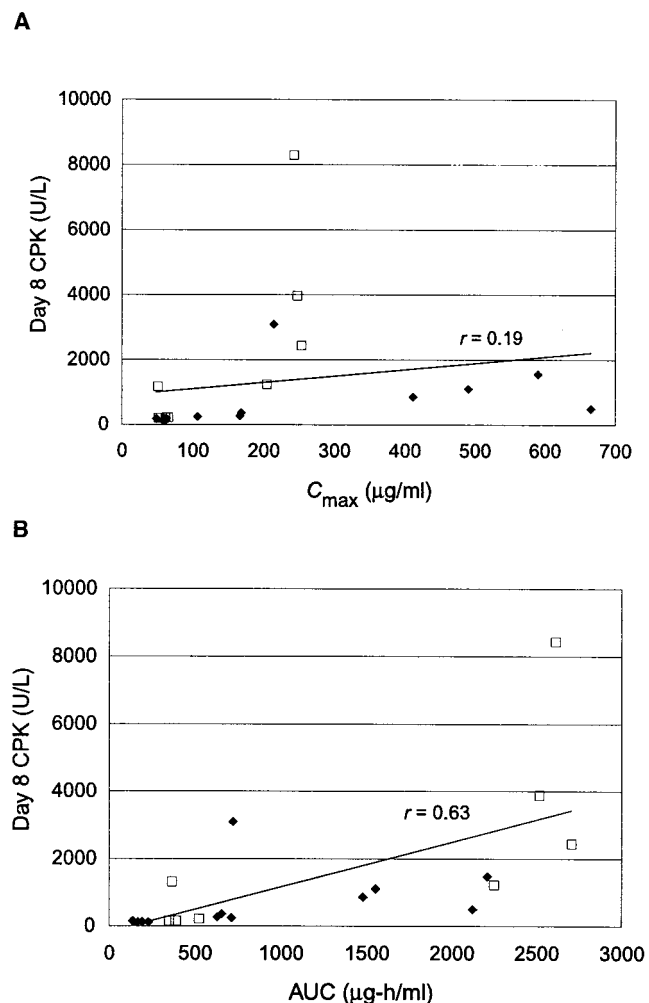 A
10000
8000
6000
4000
2000
0
Day 8 CPK (U/L)
r = 0.19
0 100 200 300 400 500 600 700
Cmax (μg/ml)
B
10000
8000
6000
4000
2000
0
Day 8 CPK (U/L)
r = 0.63
0 500 1000 1500 2000 2500 3000
AUC (μg-h/ml)